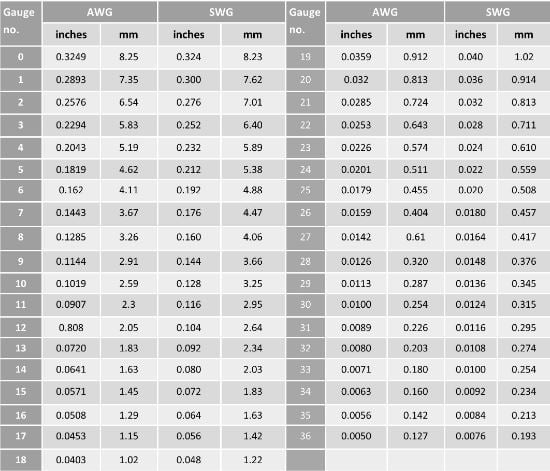 Gauge no. AWG SWG Gauge no. AWG SWG
inches mm inches mm inches mm inches mm
0 0.3249 8.25 0.324 8.23 19 0.0359 0.912 0.040 1.02
1 0.2893 7.35 0.300 7.62 20 0.032 0.813 0.036 0.914
2 0.2576 6.54 0.276 7.01 21 0.0285 0.724 0.032 0.813
3 0.2294 5.83 0.252 6.40 22 0.0253 0.643 0.028 0.711
4 0.2043 5.19 0.232 5.89 23 0.0226 0.574 0.024 0.610
5 0.1819 4.62 0.212 5.38 24 0.0201 0.511 0.022 0.559
6 0.162 4.11 0.192 4.88 25 0.0179 0.455 0.020 0.508
7 0.1443 3.67 0.176 4.47 26 0.0159 0.404 0.0180 0.457
8 0.1285 3.26 0.160 4.06 27 0.0142 0.61 0.0164 0.417
9 0.1144 2.91 0.144 3.66 28 0.0126 0.320 0.0148 0.376
10 0.1019 2.59 0.128 3.25 29 0.0113 0.287 0.0136 0.345
11 0.0907 2.3 0.116 2.95 30 0.0100 0.254 0.0124 0.315
12 0.808 2.05 0.104 2.64 31 0.0089 0.226 0.0116 0.295
13 0.0720 1.83 0.092 2.34 32 0.0080 0.203 0.0108 0.274
14 0.0641 1.63 0.080 2.03 33 0.0071 0.180 0.0100 0.254
15 0.0571 1.45 0.072 1.83 34 0.0063 0.160 0.0092 0.234
16 0.0508 1.29 0.064 1.63 35 0.0056 0.142 0.0084 0.213
17 0.0453 1.15 0.056 1.42 36 0.0050 0.127 0.0076 0.193
18 0.0403 1.02 0.048 1.22